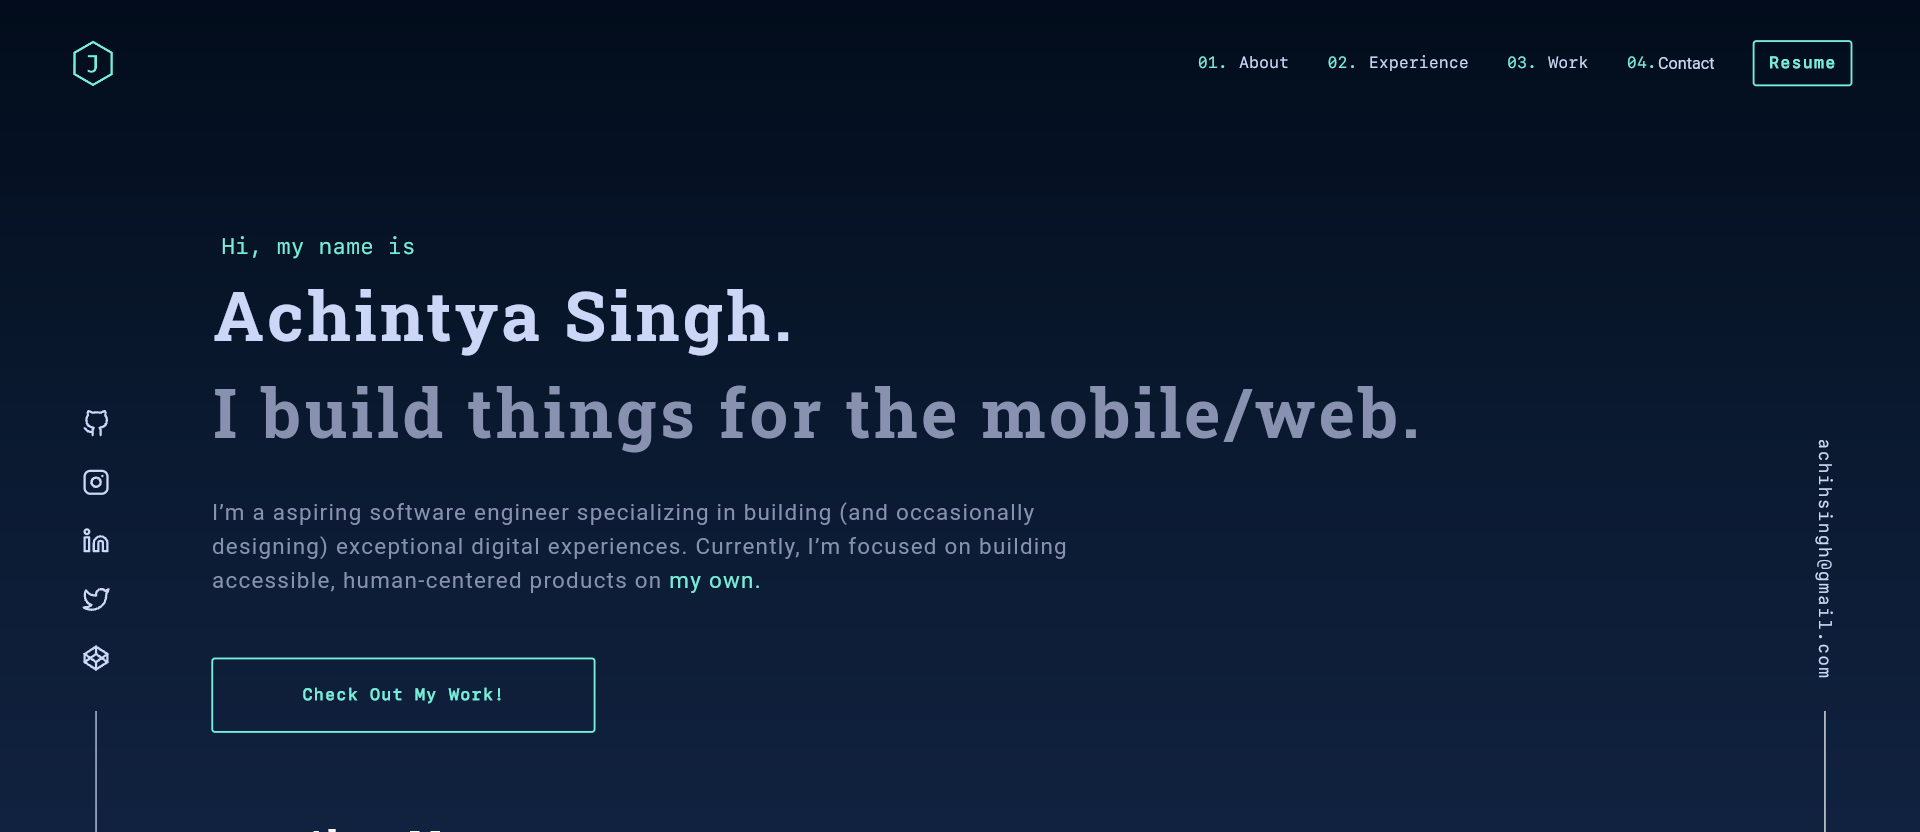 J
01. About 02. Experience 03. Work 04. Contact Resume
Hi, my name is
Achintya Singh.
I build things for the mobile/web.
I’m a aspiring software engineer specializing in building (and occasionally
designing) exceptional digital experiences. Currently, I’m focused on building
accessible, human-centered products on my own.
Check Out My Work!
achihsingh@gmail.com